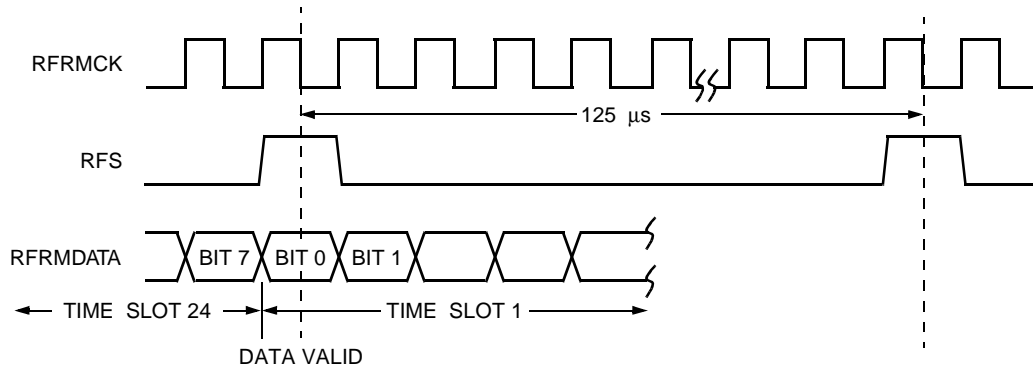 RFRMCK
125 μs
RFS
RFRMDATA
BIT 7
BIT 0
BIT 1
TIME SLOT 24
TIME SLOT 1
DATA VALID